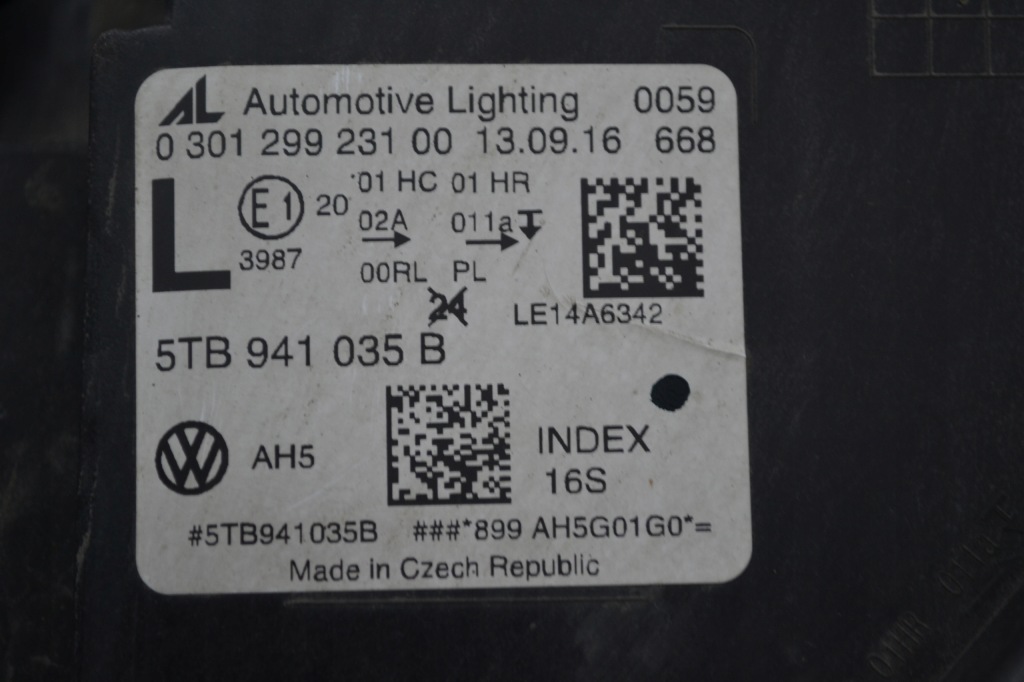 AL Automotive Lighting 0059
0 301 299 231 00 13.09.16 668
L E1 20 01 HC 01 HR
02A 011a
3987 00RL PL
24 LE14A6342
5TB 941 035 B
VW AH5 INDEX
16S
#5TB941035B ###*899 AH5G01G0*=
Made in Czech Republic
01HR